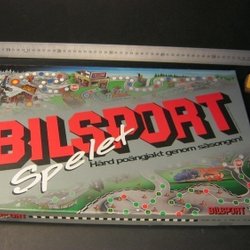 BILSPORT
Spelet
Hård poängjakt genom säsongen!
BILSPORT